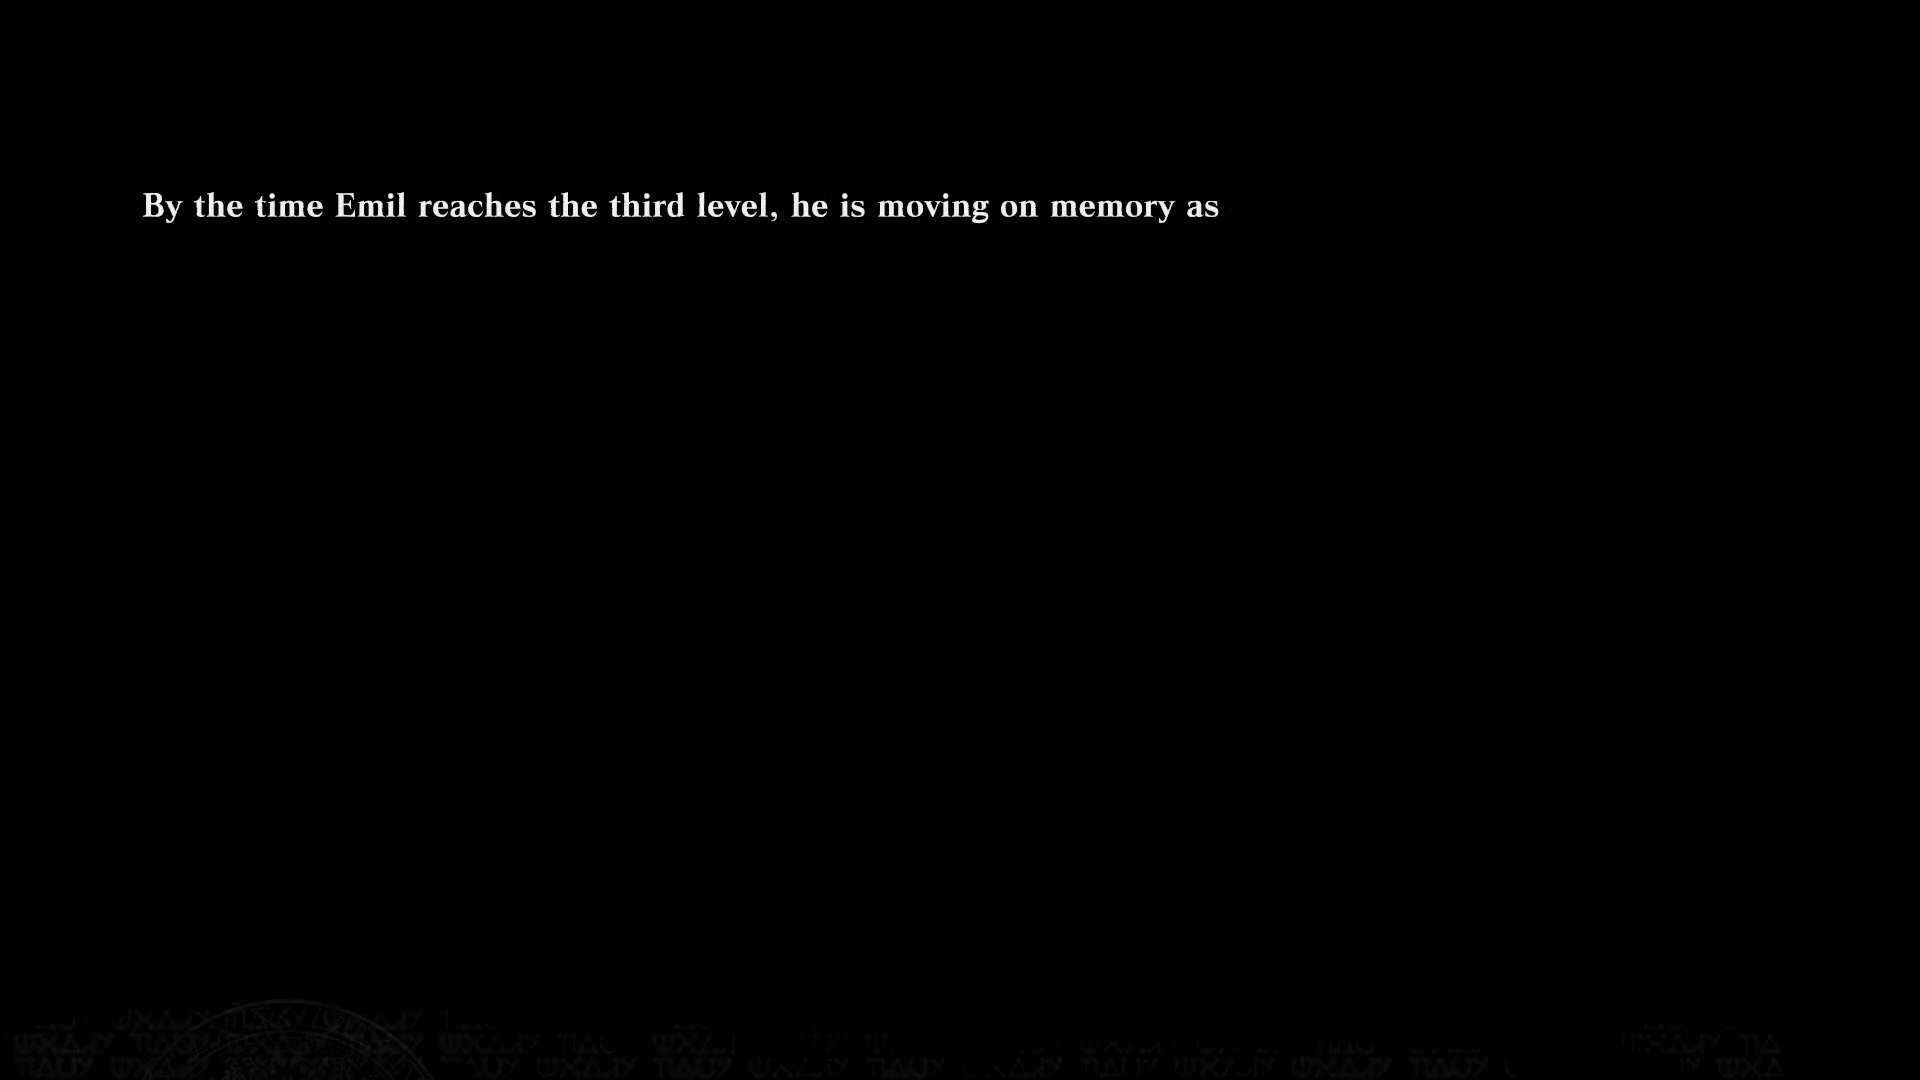 By the time Emil reaches the third level, he is moving on memory as